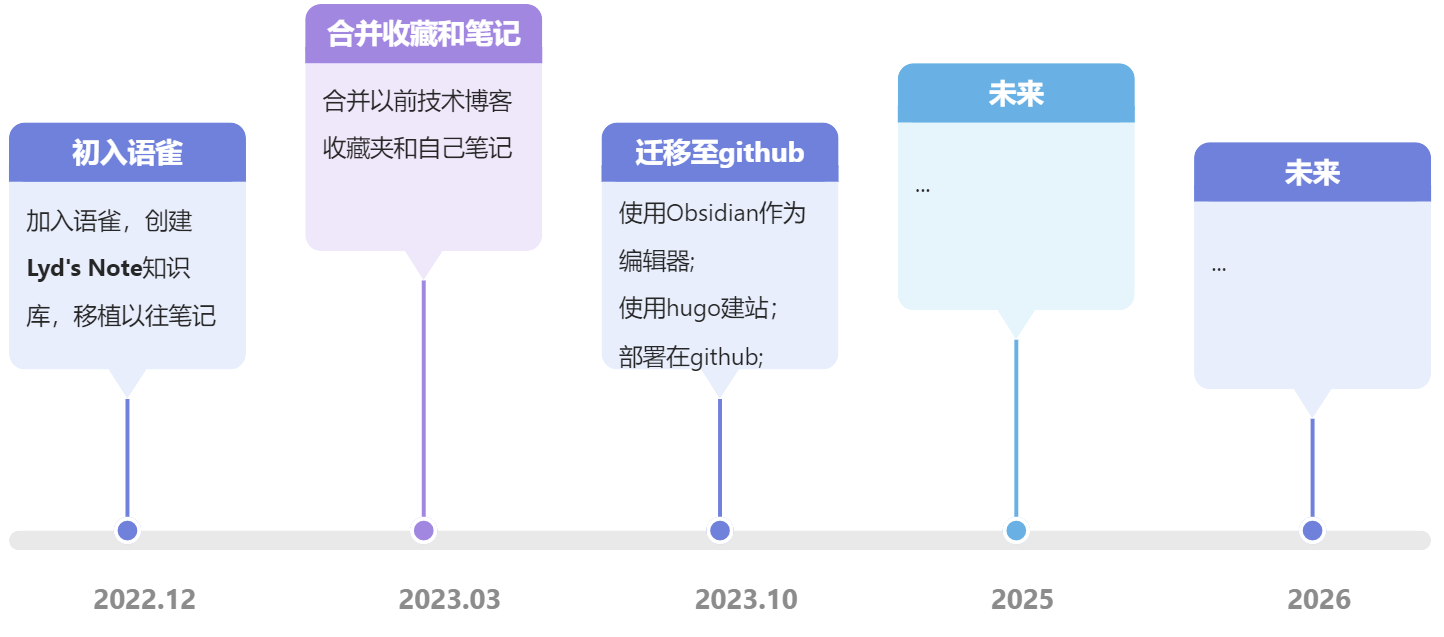 初入语雀
加入语雀，创建
Lyd's Note知识
库，移植以往笔记
合并收藏和笔记
合并以前技术博客
收藏夹和自己笔记
迁移至github
使用Obsidian作为
编辑器;
使用hugo建站；
部署在github;
未来
...
未来
...
2022.12
2023.03
2023.10
2025
2026